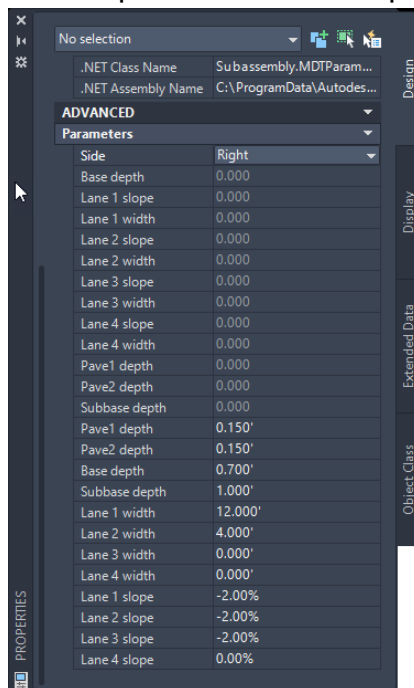 No selection
.NET Class Name Subassembly.MDTParam...
.NET Assembly Name C:\ProgramData\Autodes...
ADVANCED
Parameters
Side Right
Base depth 0.000
Lane 1 slope 0.000
Lane 1 width 0.000
Lane 2 slope 0.000
Lane 2 width 0.000
Lane 3 slope 0.000
Lane 3 width 0.000
Lane 4 slope 0.000
Lane 4 width 0.000
Pave1 depth 0.000
Pave2 depth 0.000
Subbase depth 0.000
Pave1 depth 0.150'
Pave2 depth 0.150'
Base depth 0.700'
Subbase depth 1.000'
Lane 1 width 12.000'
Lane 2 width 4.000'
Lane 3 width 0.000'
Lane 4 width 0.000'
Lane 1 slope -2.00%
Lane 2 slope -2.00%
Lane 3 slope -2.00%
Lane 4 slope 0.00%
PROPERTIES
Design
Display
Extended Data
Object Class